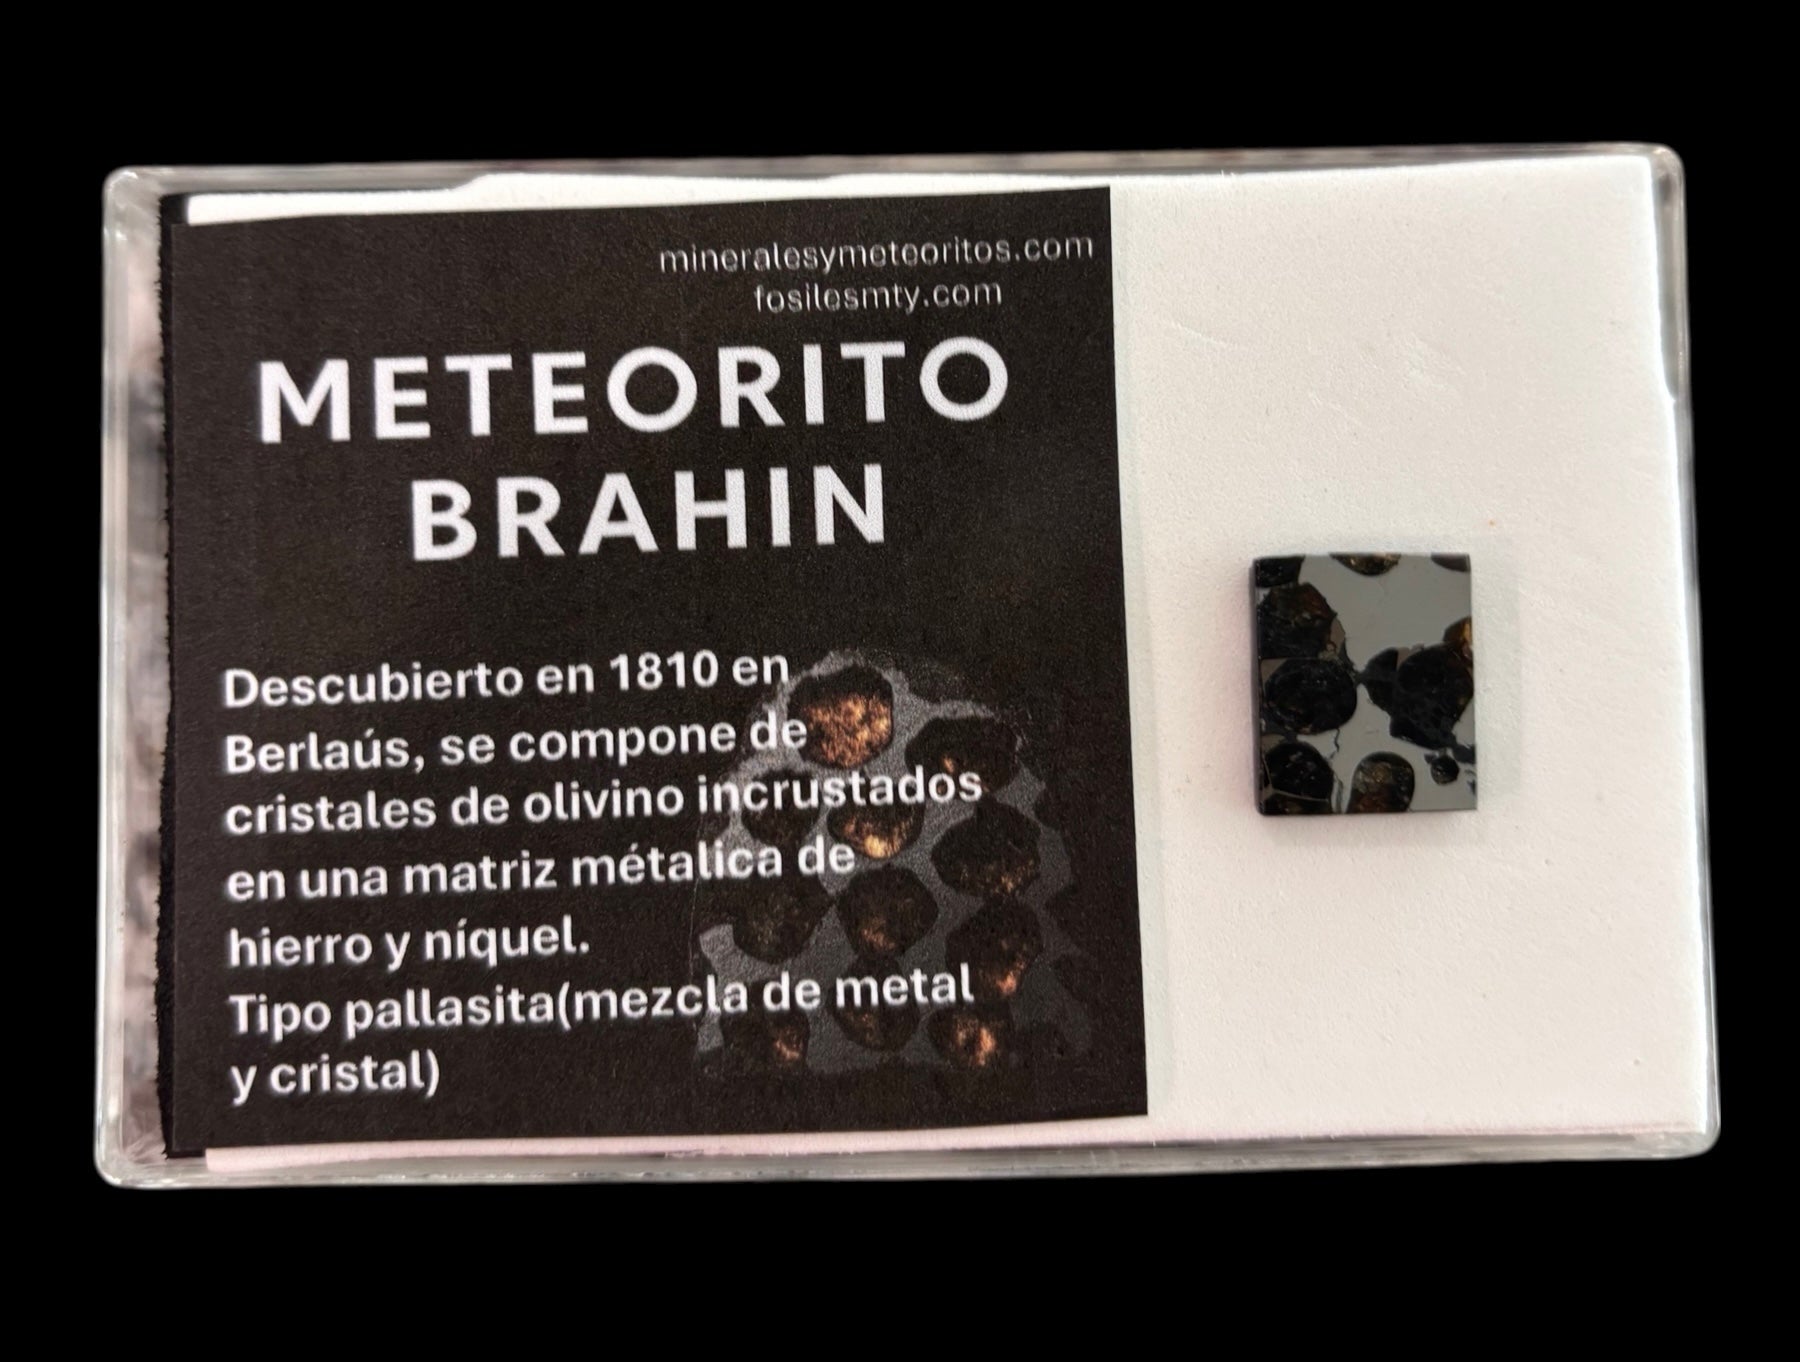 mineralesymeteoritos.com
fosilesmty.com
METEORITO
BRAHIN
Descubierto en 1810 en
Berlaús, se compone de
cristales de olivino incrustados
en una matriz métalica de
hierro y níquel.
Tipo pallasita(mezcla de metal
y cristal)